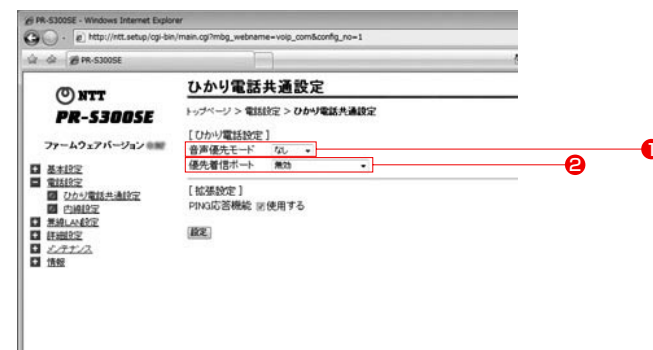 PR-S300SE - Windows Internet Explorer
http://ntt.setup/cgi-bin/main.cgi?mbg_webname=voip_com&config_no=1
PR-S300SE
NTT
PR-S300SE
ファームウェアバージョン
基本設定
電話設定
ひかり電話共通設定
内線設定
無線LAN設定
詳細設定
メンテナンス
情報
ひかり電話共通設定
トップページ > 電話設定 > ひかり電話共通設定
[ひかり電話設定]
音声優先モード なし
1
優先着信ポート 無効
2
[拡張設定]
PING応答機能 使用する
設定